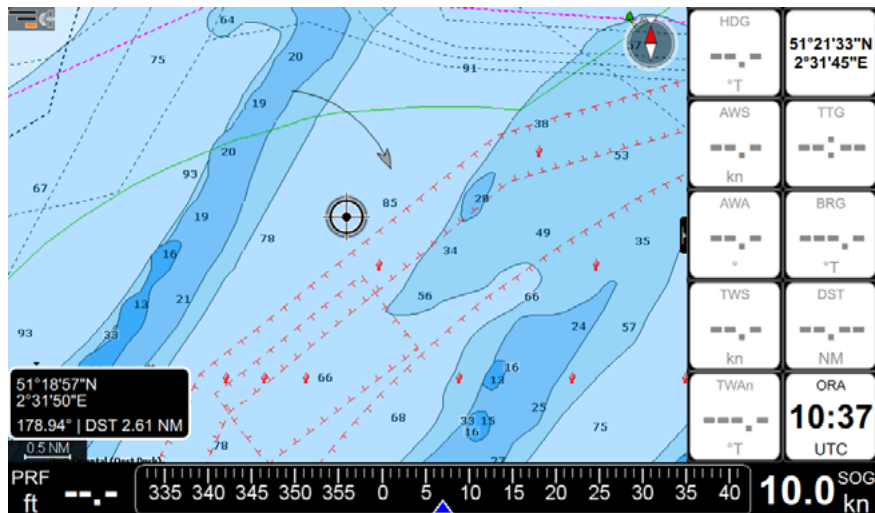 64
75
20
91
57
19
38
20
53
93
67
85
28
19
78
49
35
34
16
21
13
56
66
93
33
24
57
16
66
13
25
68
33
15
16
75
78
27
51°18'57"N
2°31'50"E
178.94° | DST 2.61 NM
0.5 NM
HDG
--.-
°T
51°21'33"N
2°31'45"E
AWS
--.-
kn
TTG
--:--
AWA
--.-
°
BRG
---.-
°T
TWS
--.-
kn
DST
--.--
NM
TWAn
---.-
°T
ORA
10:37
UTC
PRF
ft
--.-
335 340 345 350 355 0 5 10 15 20 25 30 35 40
10.0
SOG
kn